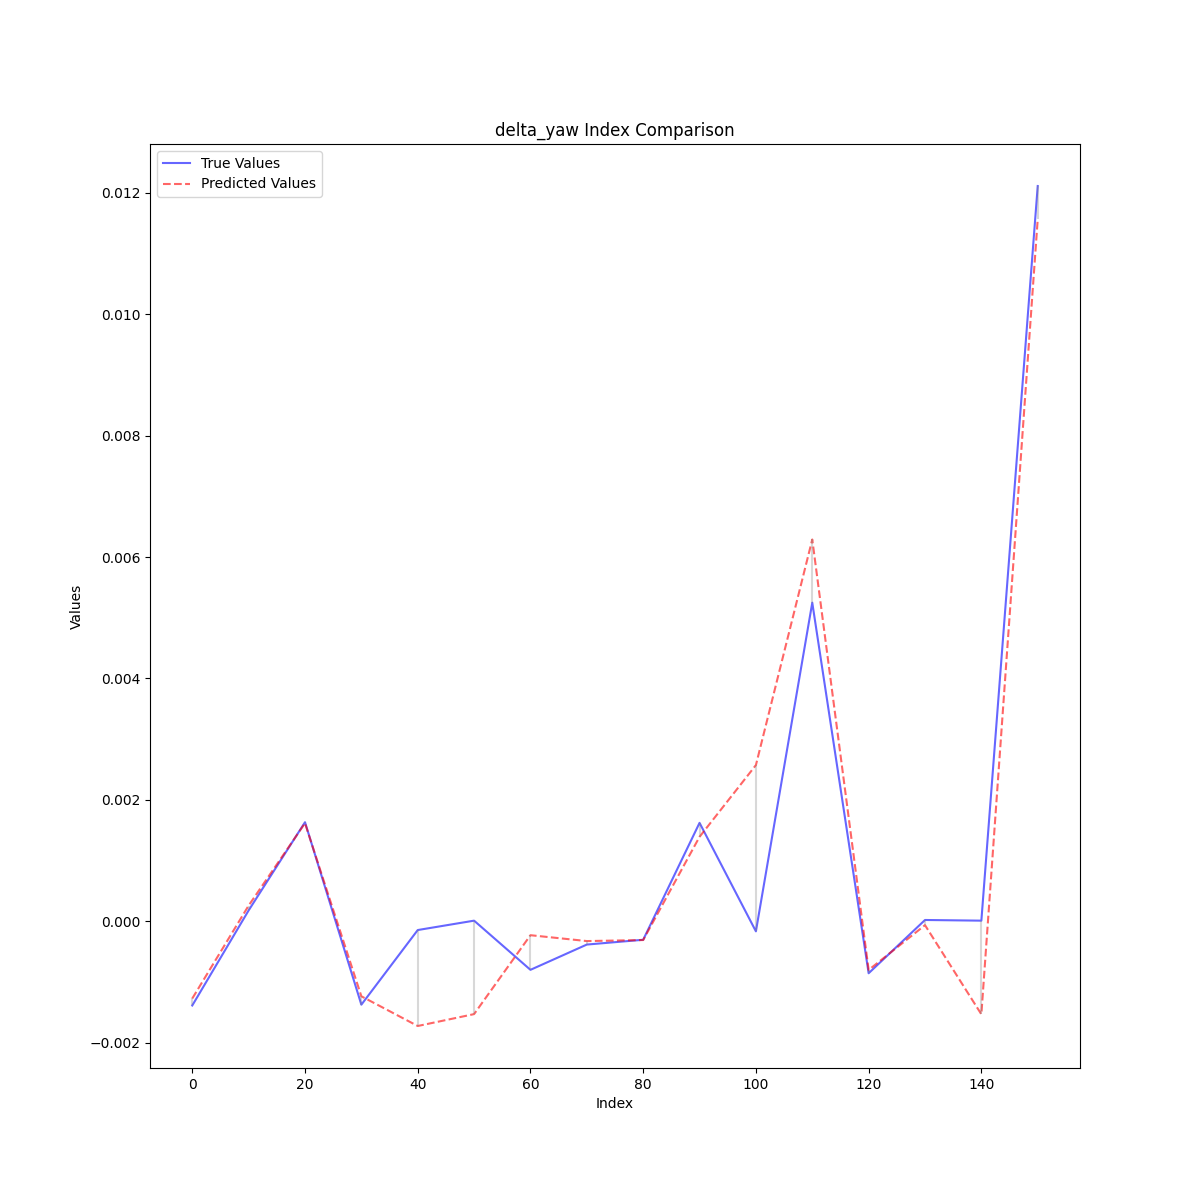 delta_yaw Index Comparison
True Values
Predicted Values
0.012
0.010
0.008
0.006
0.004
0.002
0.000
−0.002
Values
0 20 40 60 80 100 120 140
Index